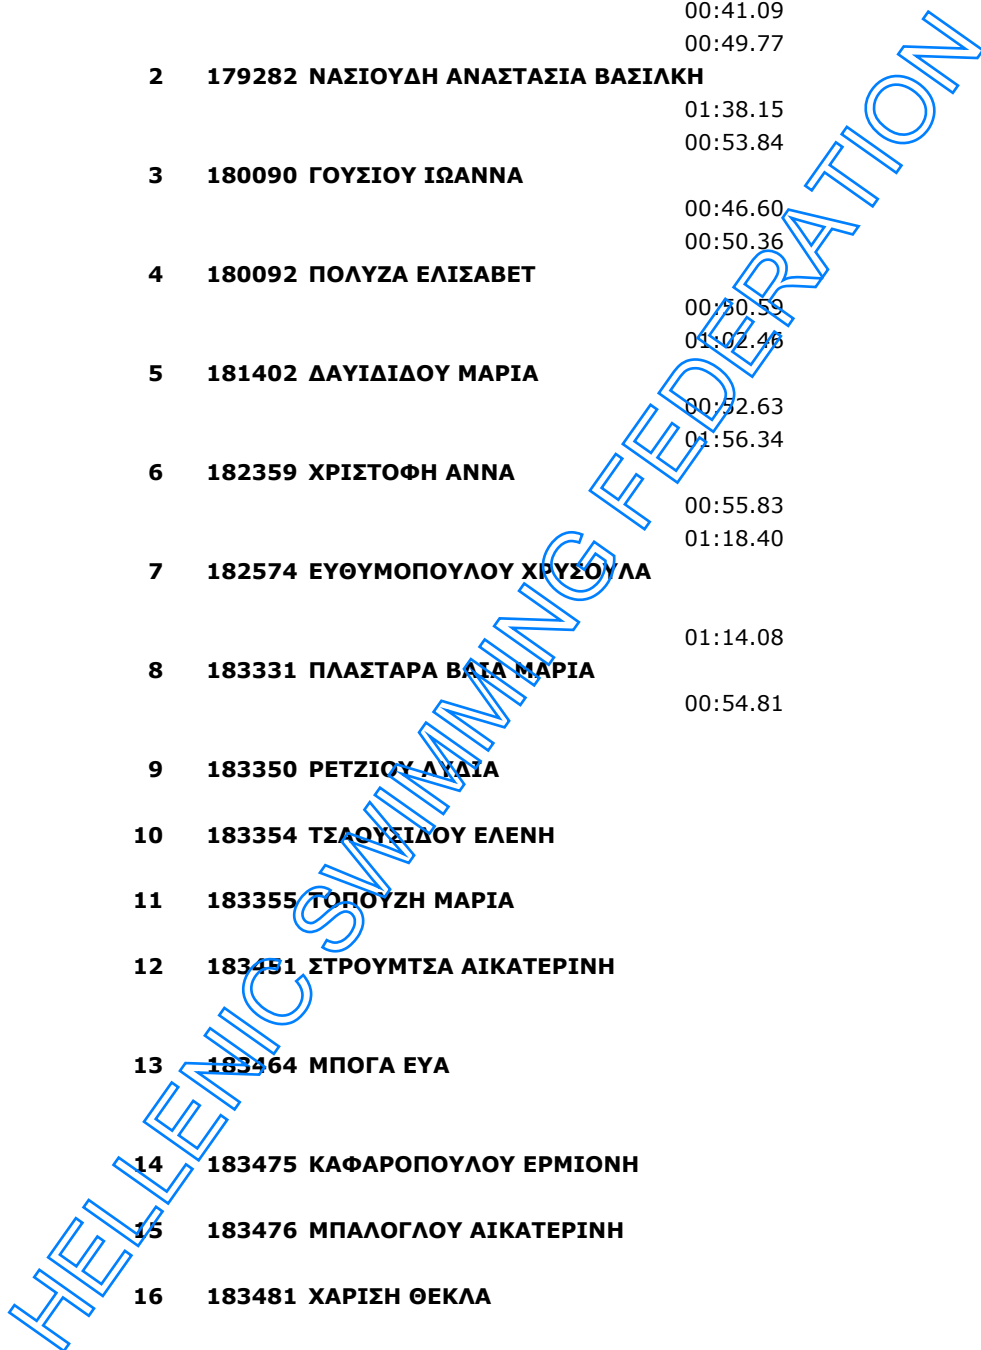 00:41.09
00:49.77
2 179282 ΝΑΣΙΟΥΔΗ ΑΝΑΣΤΑΣΙΑ ΒΑΣΙΛΚΗ
01:38.15
00:53.84
3 180090 ΓΟΥΣΙΟΥ ΙΩΑΝΝΑ
00:46.60
00:50.36
4 180092 ΠΟΛΥΖΑ ΕΛΙΣΑΒΕΤ
00:50.59
01:02.46
5 181402 ΔΑΥΙΔΙΔΟΥ ΜΑΡΙΑ
00:52.63
01:56.34
6 182359 ΧΡΙΣΤΟΦΗ ΑΝΝΑ
00:55.83
01:18.40
7 182574 ΕΥΘΥΜΟΠΟΥΛΟΥ ΧΡΥΣΟΥΛΑ
01:14.08
8 183331 ΠΛΑΣΤΑΡΑ ΒΑΙΑ ΜΑΡΙΑ
00:54.81
9 183350 ΡΕΤΖΙΟΥ ΛΥΔΙΑ
10 183354 ΤΣΑΟΥΣΙΔΟΥ ΕΛΕΝΗ
11 183355 ΤΟΠΟΥΖΗ ΜΑΡΙΑ
12 183451 ΣΤΡΟΥΜΤΣΑ ΑΙΚΑΤΕΡΙΝΗ
13 183464 ΜΠΟΓΑ ΕΥΑ
14 183475 ΚΑΦΑΡΟΠΟΥΛΟΥ ΕΡΜΙΟΝΗ
15 183476 ΜΠΑΛΟΓΛΟΥ ΑΙΚΑΤΕΡΙΝΗ
16 183481 ΧΑΡΙΣΗ ΘΕΚΛΑ
HELLENIC SWIMMING FEDERATION